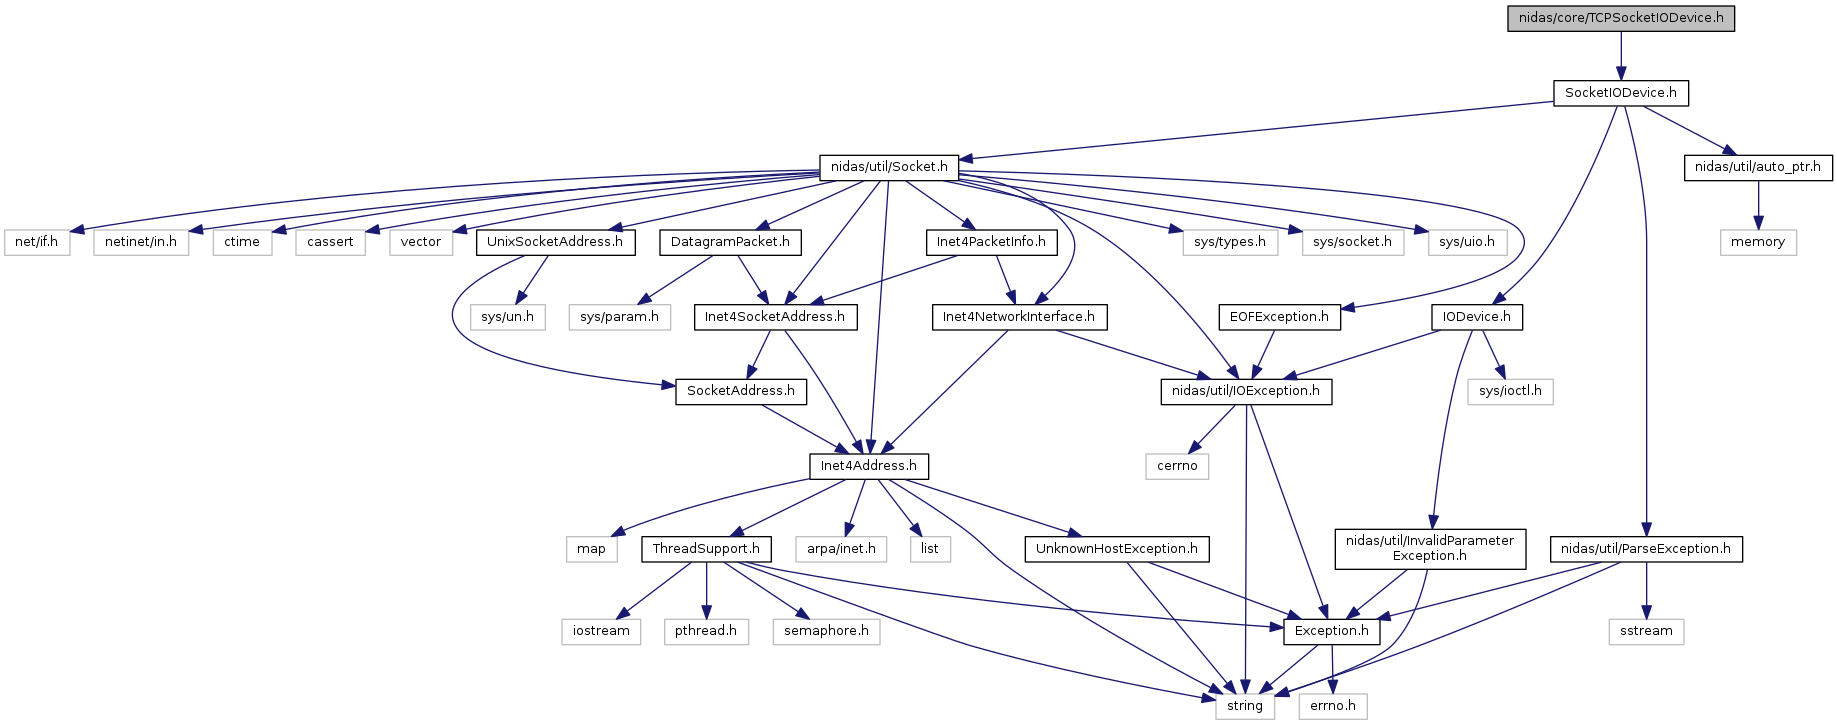 nidas/core/TCPSocketIODevice.h
SocketIODevice.h
nidas/util/Socket.h
nidas/util/auto_ptr.h
net/if.h
netinet/in.h
ctime
cassert
vector
UnixSocketAddress.h
DatagramPacket.h
Inet4PacketInfo.h
sys/types.h
sys/socket.h
sys/uio.h
memory
sys/un.h
sys/param.h
Inet4SocketAddress.h
Inet4NetworkInterface.h
EOFException.h
IODevice.h
SocketAddress.h
nidas/util/IOException.h
sys/ioctl.h
Inet4Address.h
cerrno
map
ThreadSupport.h
arpa/inet.h
list
UnknownHostException.h
nidas/util/InvalidParameter
Exception.h
nidas/util/ParseException.h
iostream
pthread.h
semaphore.h
Exception.h
sstream
string
errno.h